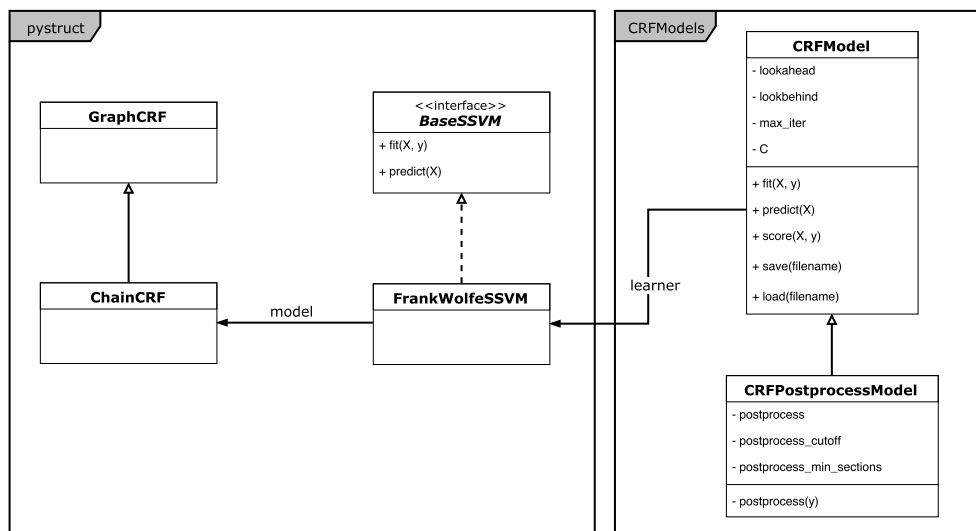 pystruct
GraphCRF
<<interface>>
BaseSSVM
+ fit(X, y)
+ predict(X)
ChainCRF
model
FrankWolfeSSVM
learner
CRFModels
CRFModel
- lookahead
- lookbehind
- max_iter
- C
+ fit(X, y)
+ predict(X)
+ score(X, y)
+ save(filename)
+ load(filename)
CRFPostprocessModel
- postprocess
- postprocess_cutoff
- postprocess_min_sections
- postprocess(y)